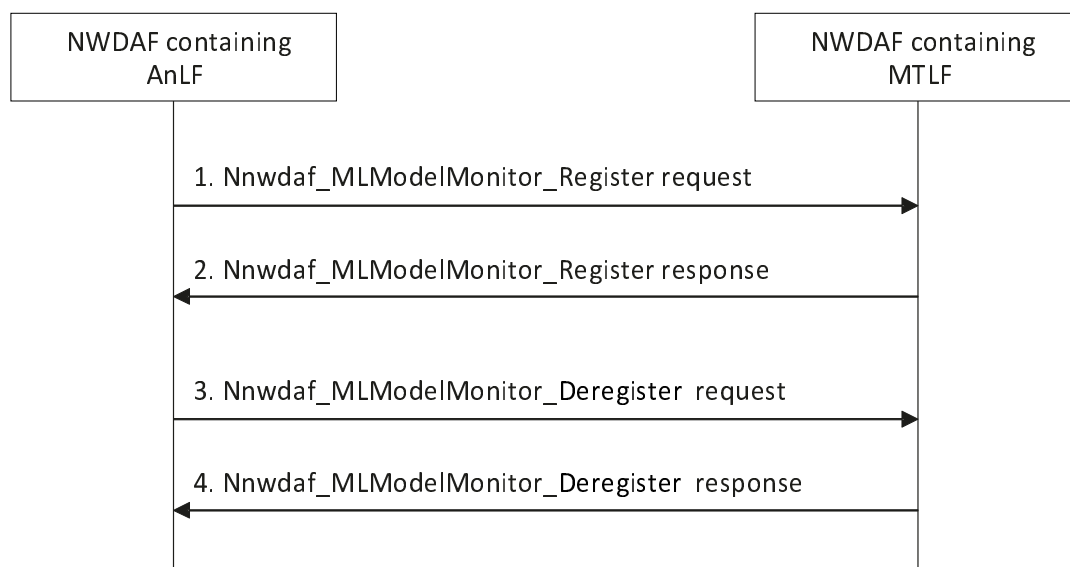 NWDAF containing
AnLF
NWDAF containing
MTLF
1. Nnwdaf_MLModelMonitor_Register request
2. Nnwdaf_MLModelMonitor_Register response
3. Nnwdaf_MLModelMonitor_Deregister request
4. Nnwdaf_MLModelMonitor_Deregister response